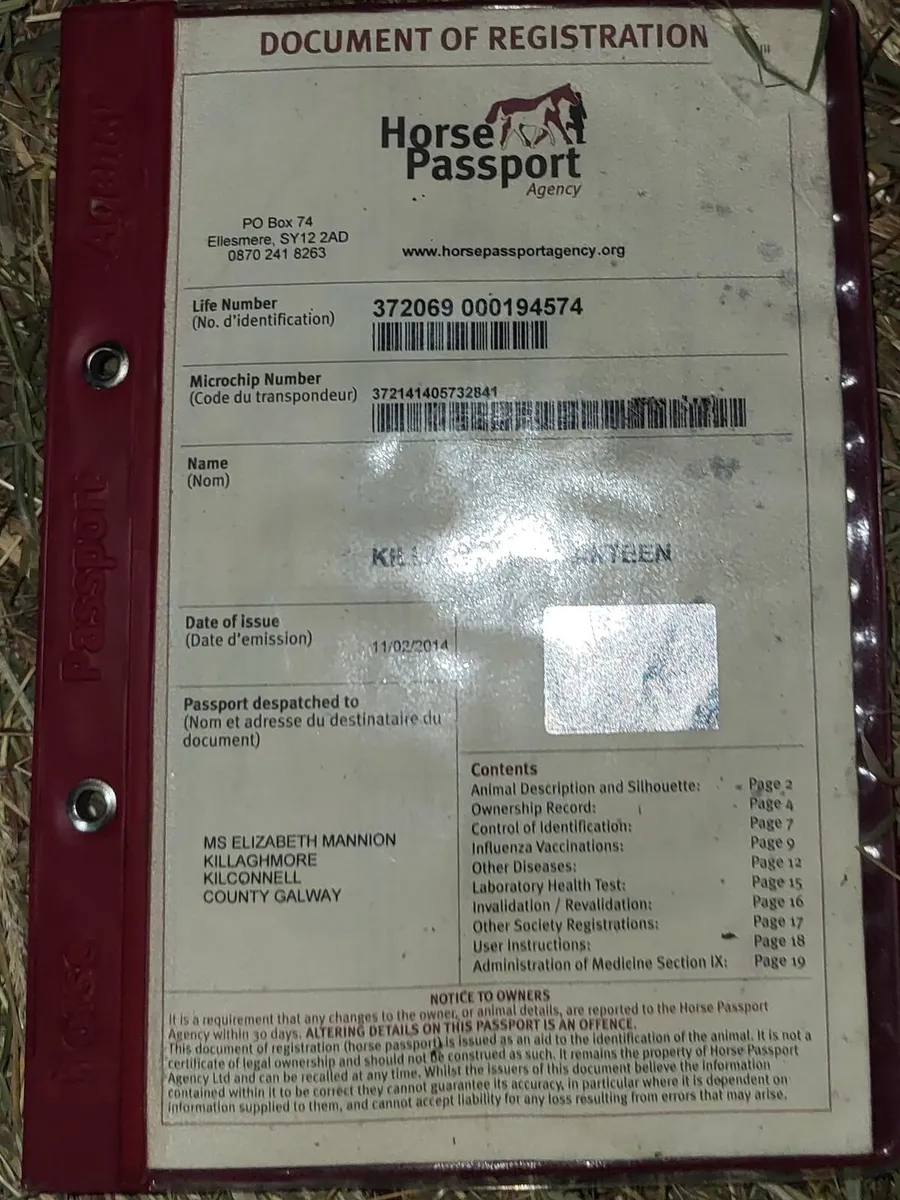 DOCUMENT OF REGISTRATION
Horse
Passport
Agency
PO Box 74
Ellesmere, SY12 2AD
0870 241 8263
www.horsepassportagency.org
Life Number
(No. d'identification)
372069 000194574
Microchip Number
(Code du transpondeur)
372141405732841
Name
(Nom)
Date of issue
(Date d'emission)
11/02/2014
Passport despatched to
(Nom et adresse du destinataire du
document)
MS ELIZABETH MANNION
KILLAGHMORE
KILCONNELL
COUNTY GALWAY
Contents
Animal Description and Silhouette: Page 2
Ownership Record: Page 4
Control of Identification: Page 7
Influenza Vaccinations: Page 9
Other Diseases: Page 12
Laboratory Health Test: Page 15
Invalidation / Revalidation: Page 16
Other Society Registrations: Page 17
User Instructions: Page 18
Administration of Medicine Section IX: Page 19
NOTICE TO OWNERS
It is a requirement that any changes to the owner, or animal details, are reported to the Horse Passport
Agency within 30 days. ALTERING DETAILS ON THIS PASSPORT IS AN OFFENCE.
This document of registration (horse passport) is issued as an aid to the identification of the animal. It is not a
certificate of legal ownership and should not be construed as such. It remains the property of Horse Passport
Agency Ltd and can be recalled at any time. Whilst the issuers of this document believe the information
contained within it to be correct they cannot guarantee its accuracy, in particular where it is dependent on
information supplied to them, and cannot accept liability for any loss resulting from errors that may arise.
Horse Passport Agency